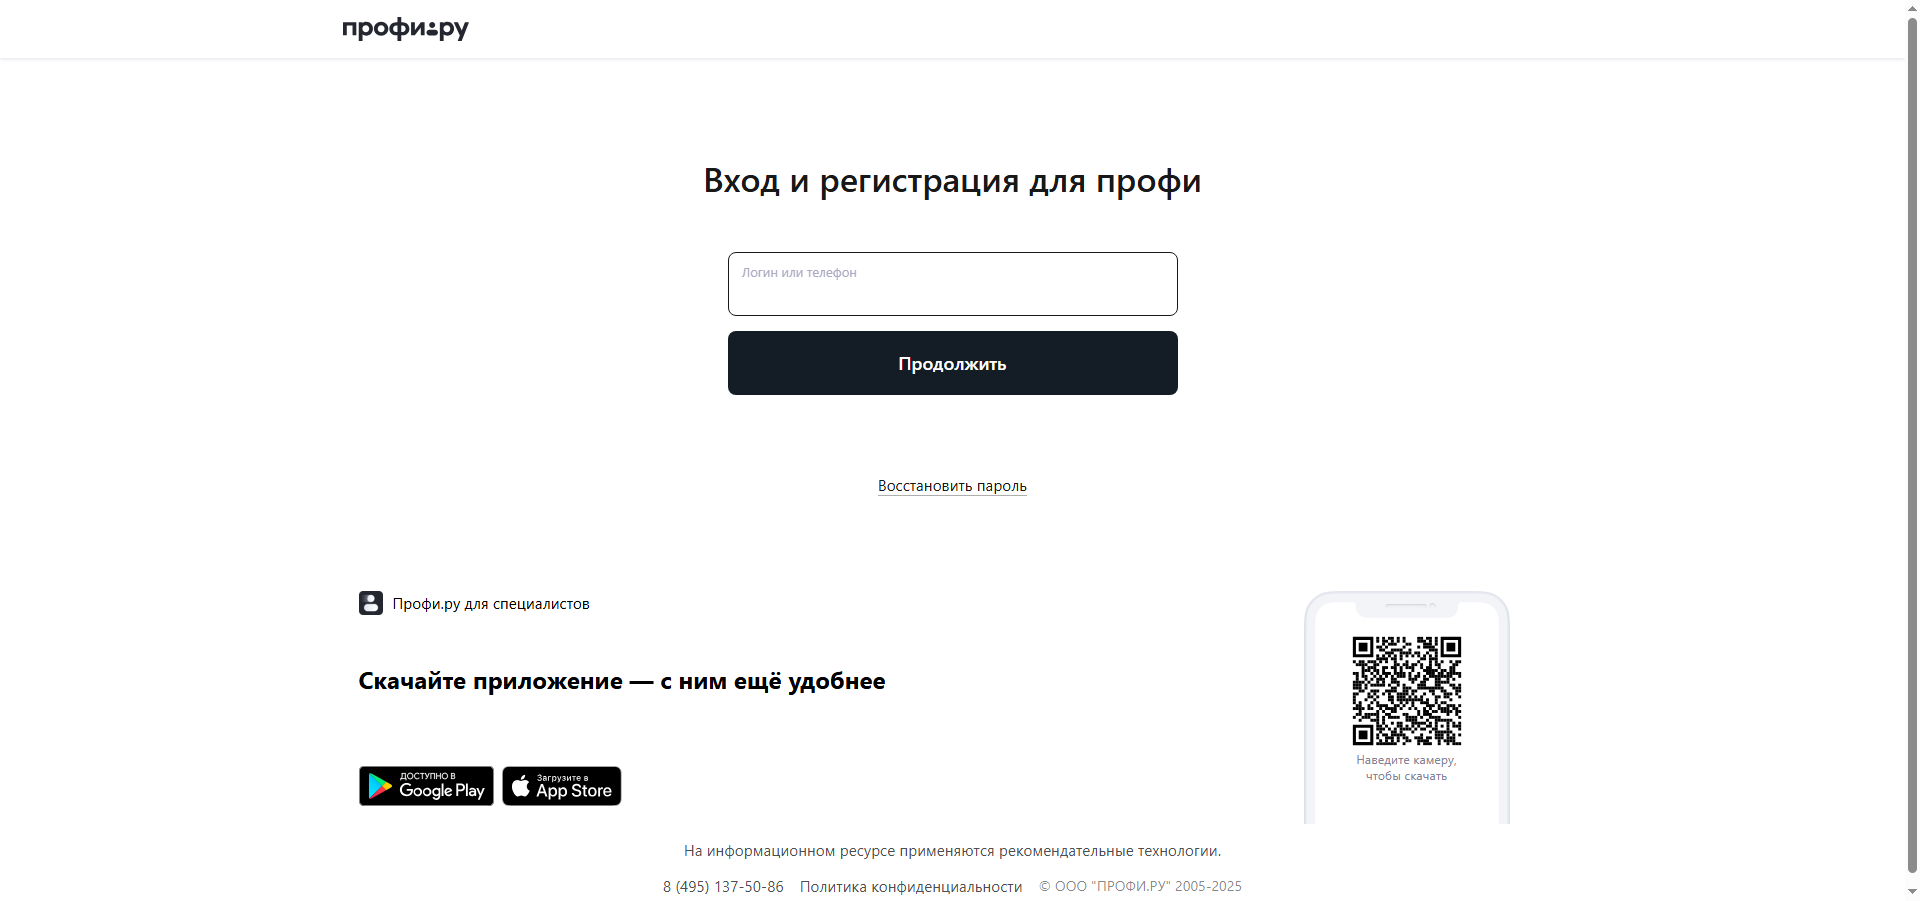 профи.ру
Вход и регистрация для профи
Логин или телефон
Продолжить
Восстановить пароль
Профи.ру для специалистов
Скачайте приложение — с ним ещё удобнее
ДОСТУПНО В
Google Play
Загрузите в
App Store
Наведите камеру,
чтобы скачать
На информационном ресурсе применяются рекомендательные технологии.
8 (495) 137-50-86 Политика конфиденциальности © ООО "ПРОФИ.РУ" 2005-2025